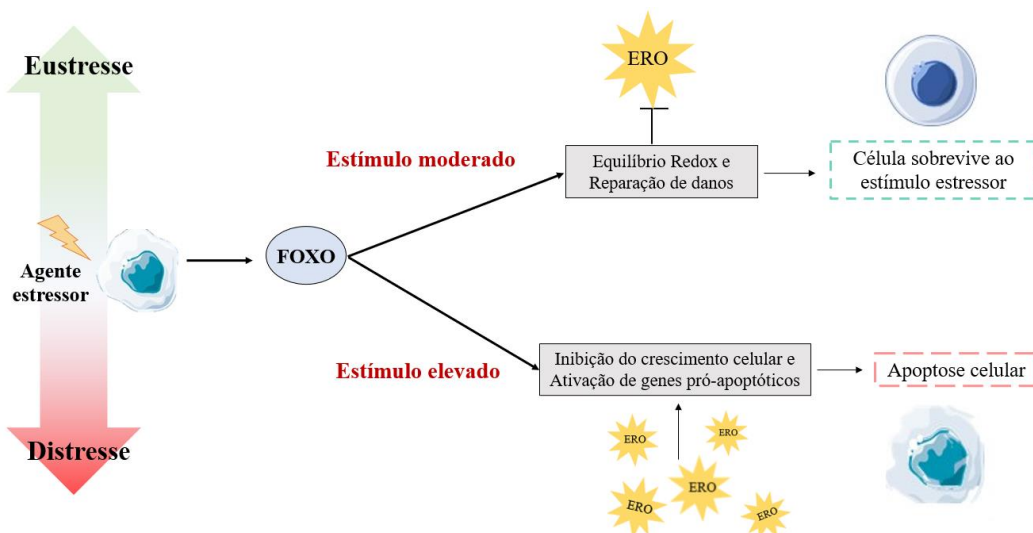 Eustresse
Agente
estressor
Distresse
FOXO
Estímulo moderado
Estímulo elevado
ERO
Equilíbrio Redox e
Reparação de danos
Célula sobrevive ao
estímulo estressor
Inibição do crescimento celular e
Ativação de genes pró-apoptóticos
Apoptose celular
ERO
ERO
ERO
ERO
ERO